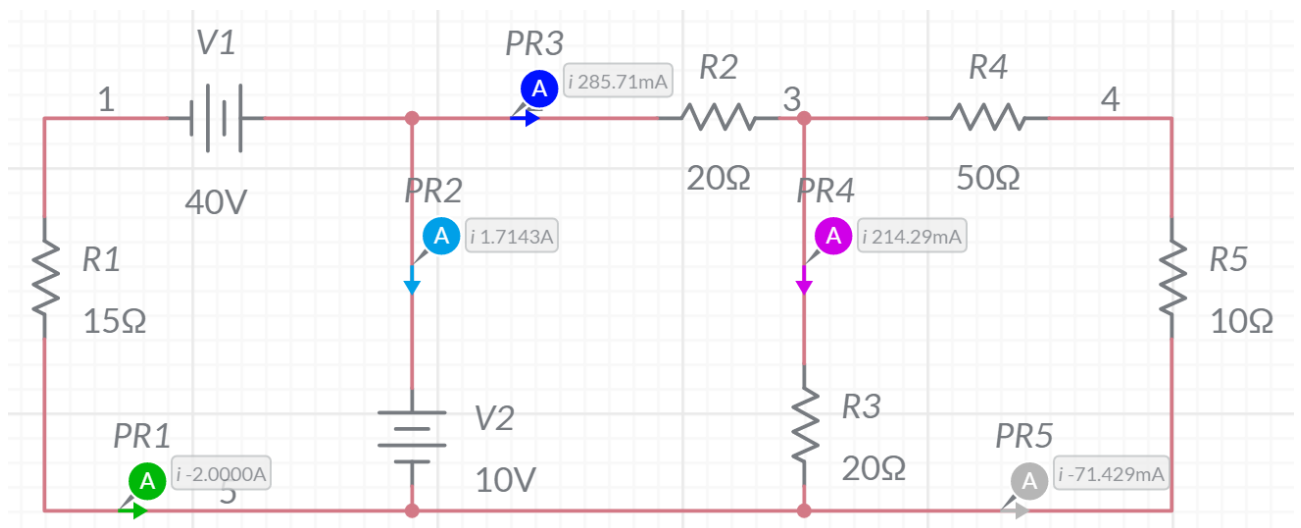 V1
PR3
A
i 285.71mA
R2
R4
1
3
4
40V
20Ω
50Ω
PR2
A
i 1.7143A
PR4
A
i 214.29mA
R1
15Ω
R5
10Ω
V2
10V
R3
20Ω
PR1
A
i -2.0000A
5
PR5
A
i -71.429mA